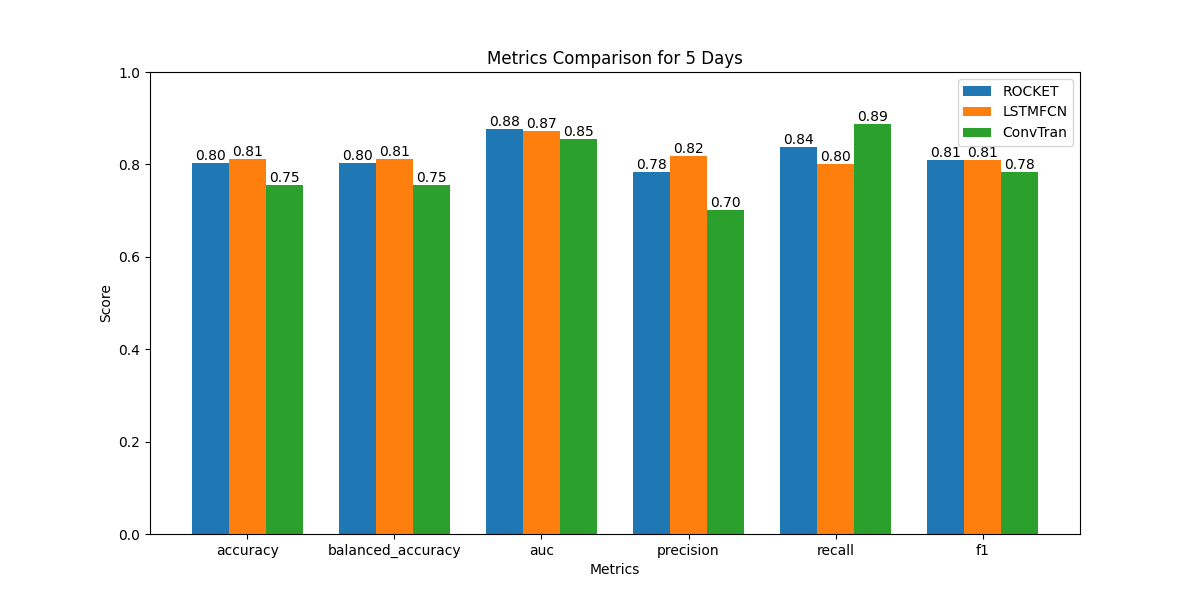 Metrics Comparison for 5 Days
ROCKET
LSTMFCN
ConvTran
Score
1.0
0.8
0.6
0.4
0.2
0.0
0.80 0.81 0.75
0.80 0.81 0.75
0.88 0.87 0.85
0.78 0.82 0.70
0.84 0.80 0.89
0.81 0.81 0.78
accuracy balanced_accuracy auc precision recall f1
Metrics